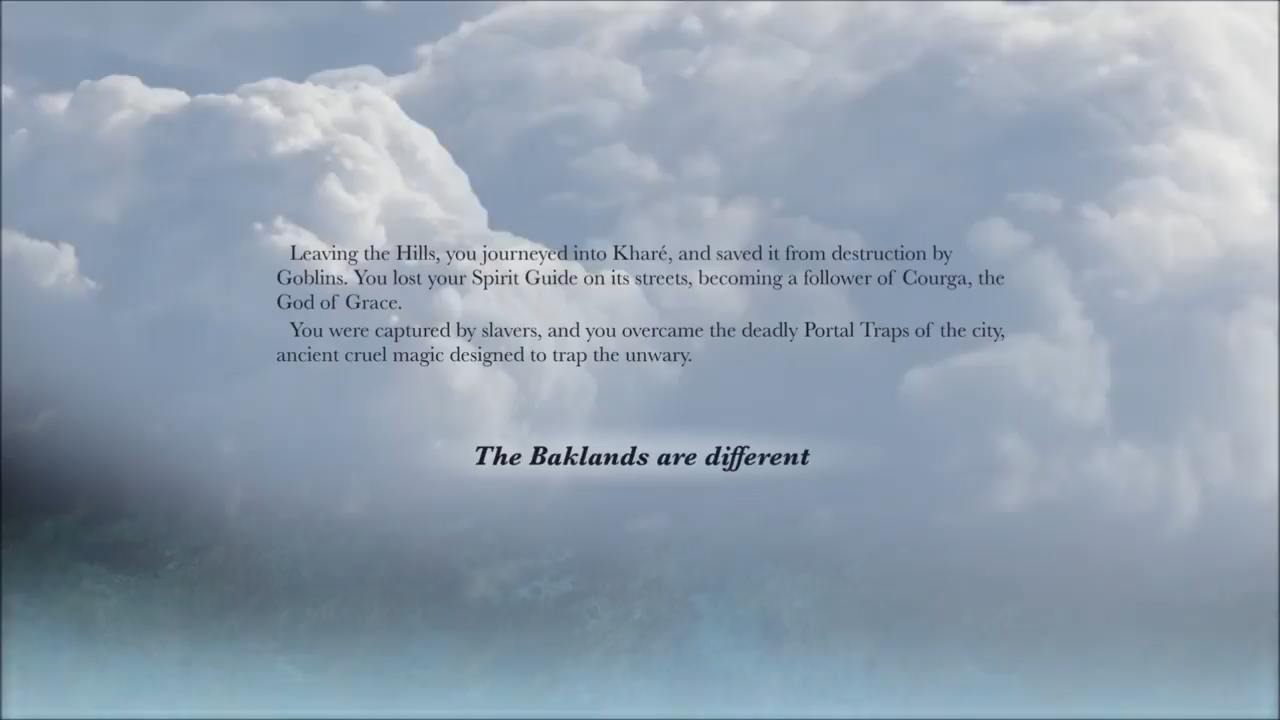 Leaving the Hills, you journeyed into Kharé, and saved it from destruction by
Goblins. You lost your Spirit Guide on its streets, becoming a follower of Courga, the
God of Grace.
You were captured by slavers, and you overcame the deadly Portal Traps of the city,
ancient cruel magic designed to trap the unwary.
The Baklands are different